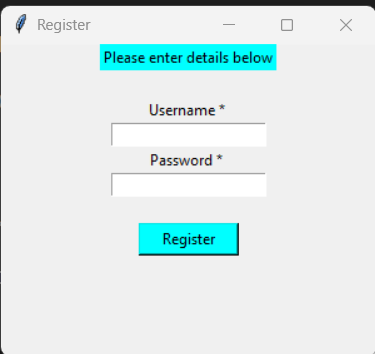 Register
Please enter details below
Username *
Password *
Register